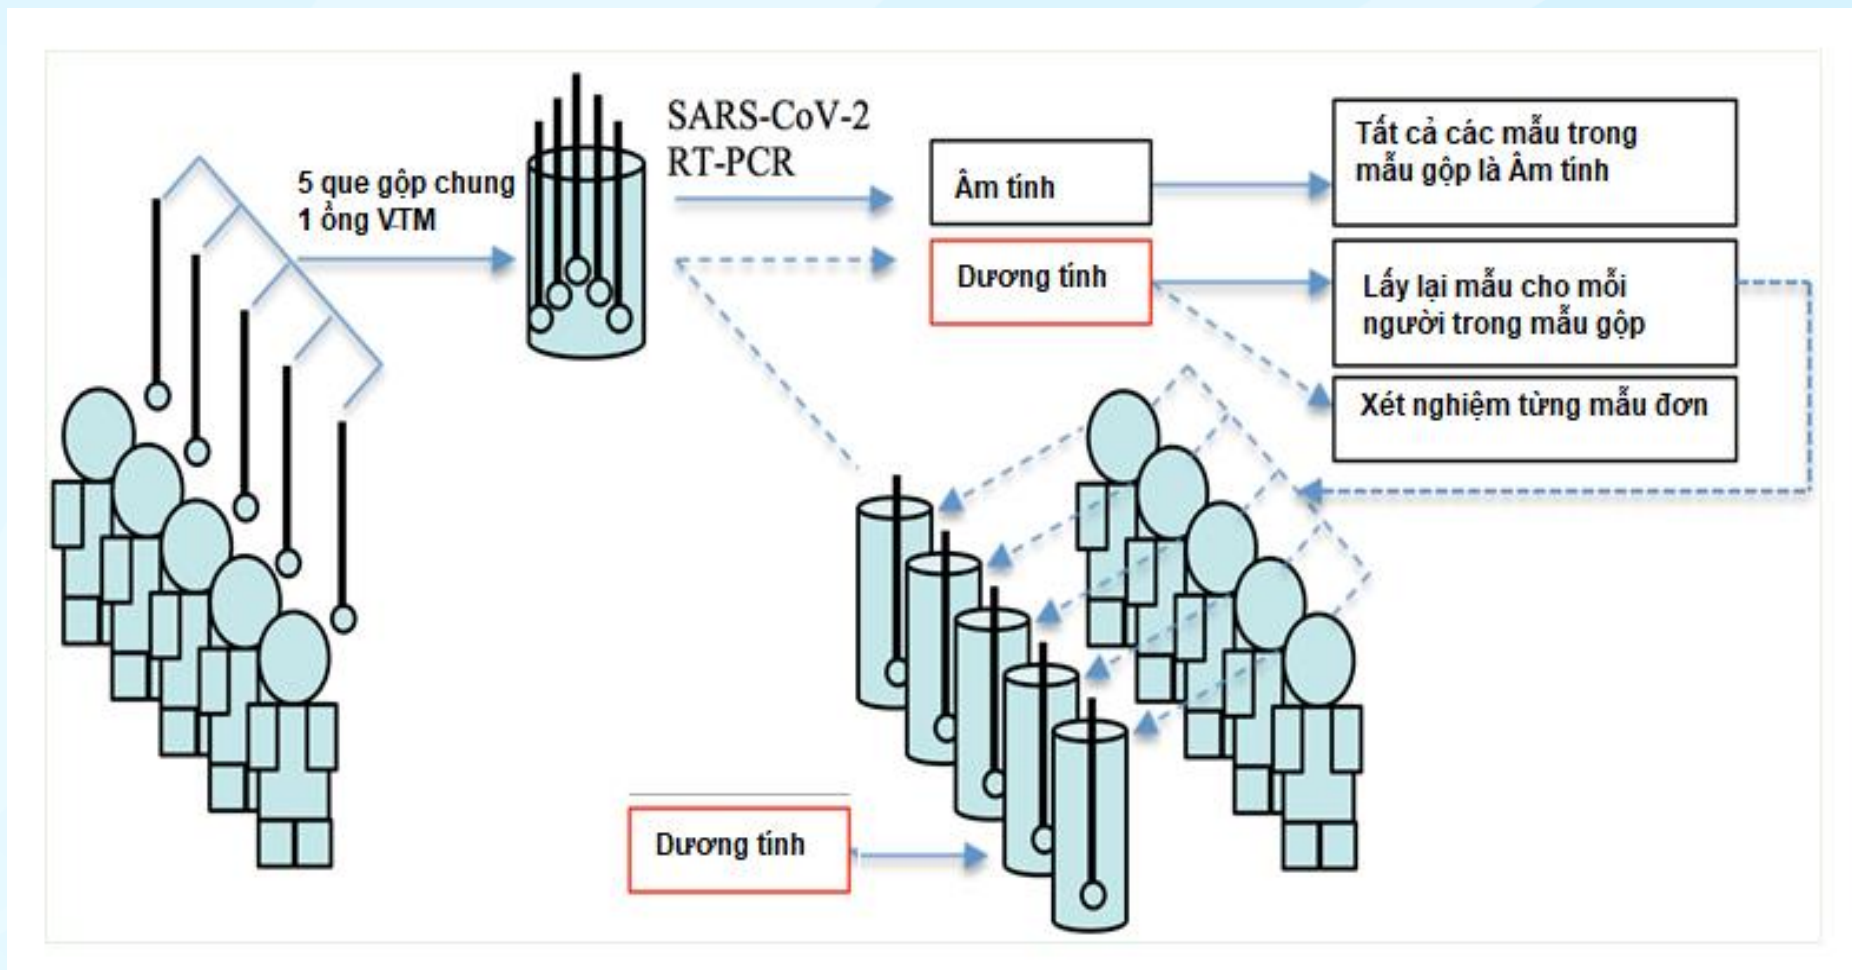 5 que gộp chung
1 ống VTM
SARS-CoV-2
RT-PCR
Âm tính
Tất cả các mẫu trong
mẫu gộp là Âm tính
Dương tính
Lấy lại mẫu cho mỗi
người trong mẫu gộp
Xét nghiệm từng mẫu đơn
Dương tính